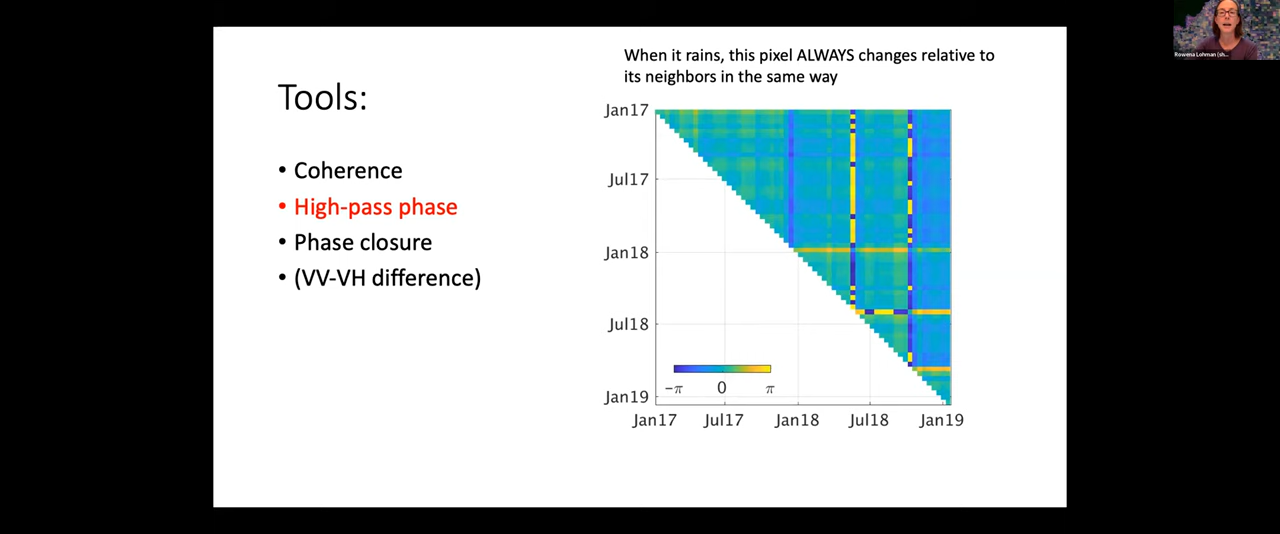 When it rains, this pixel ALWAYS changes relative to
its neighbors in the same way
Tools:
• Coherence
• High-pass phase
• Phase closure
• (VV-VH difference)
Jan17
Jul17
Jan18
Jul18
Jan19
−π 0 π
Jan17 Jul17 Jan18 Jul18 Jan19
Rowena Lohman (sh...